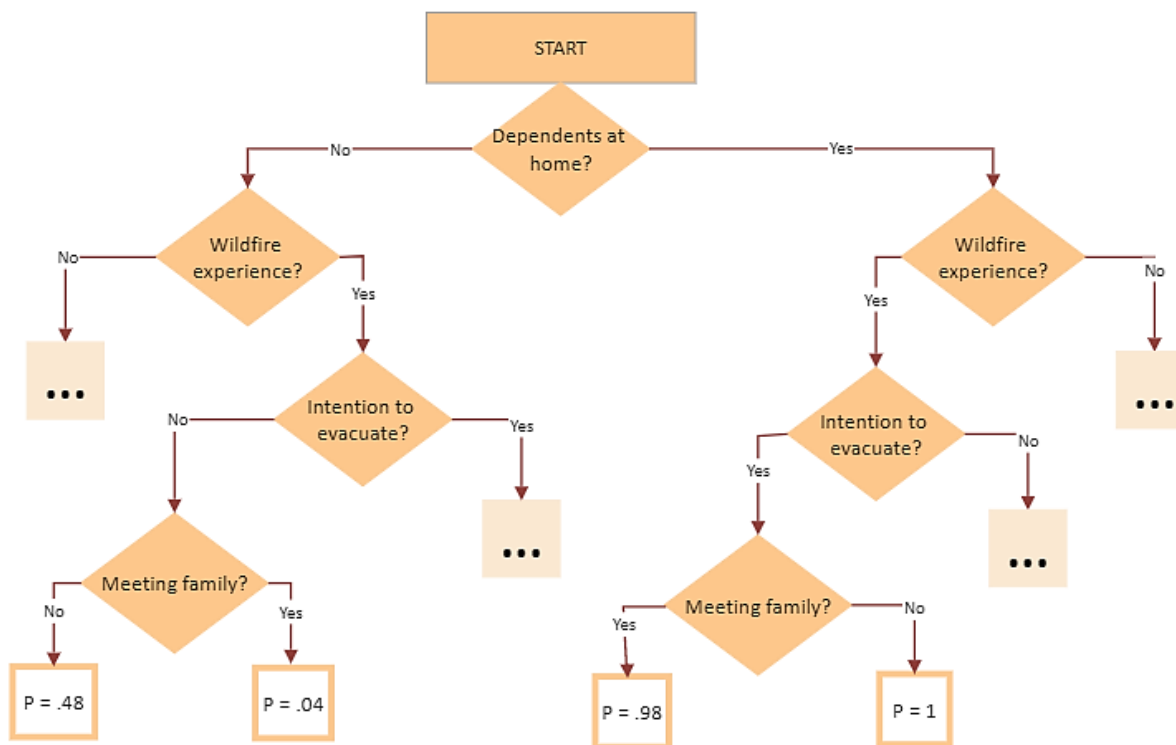 START
Dependents at
home?
No
Yes
Wildfire
experience?
Wildfire
experience?
No
Yes
Yes
No
...
...
Intention to
evacuate?
Intention to
evacuate?
No
Yes
Yes
No
...
...
Meeting family?
Meeting family?
No
Yes
Yes
No
P = .48
P = .04
P = .98
P = 1